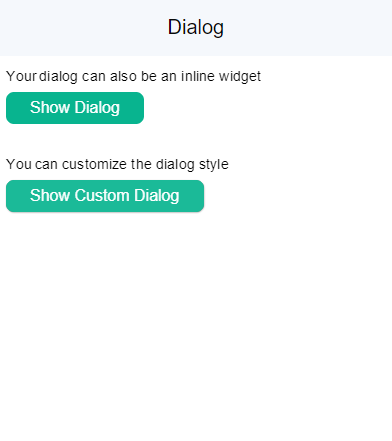 Dialog
Your dialog can also be an inline widget
Show Dialog
You can customize the dialog style
Show Custom Dialog